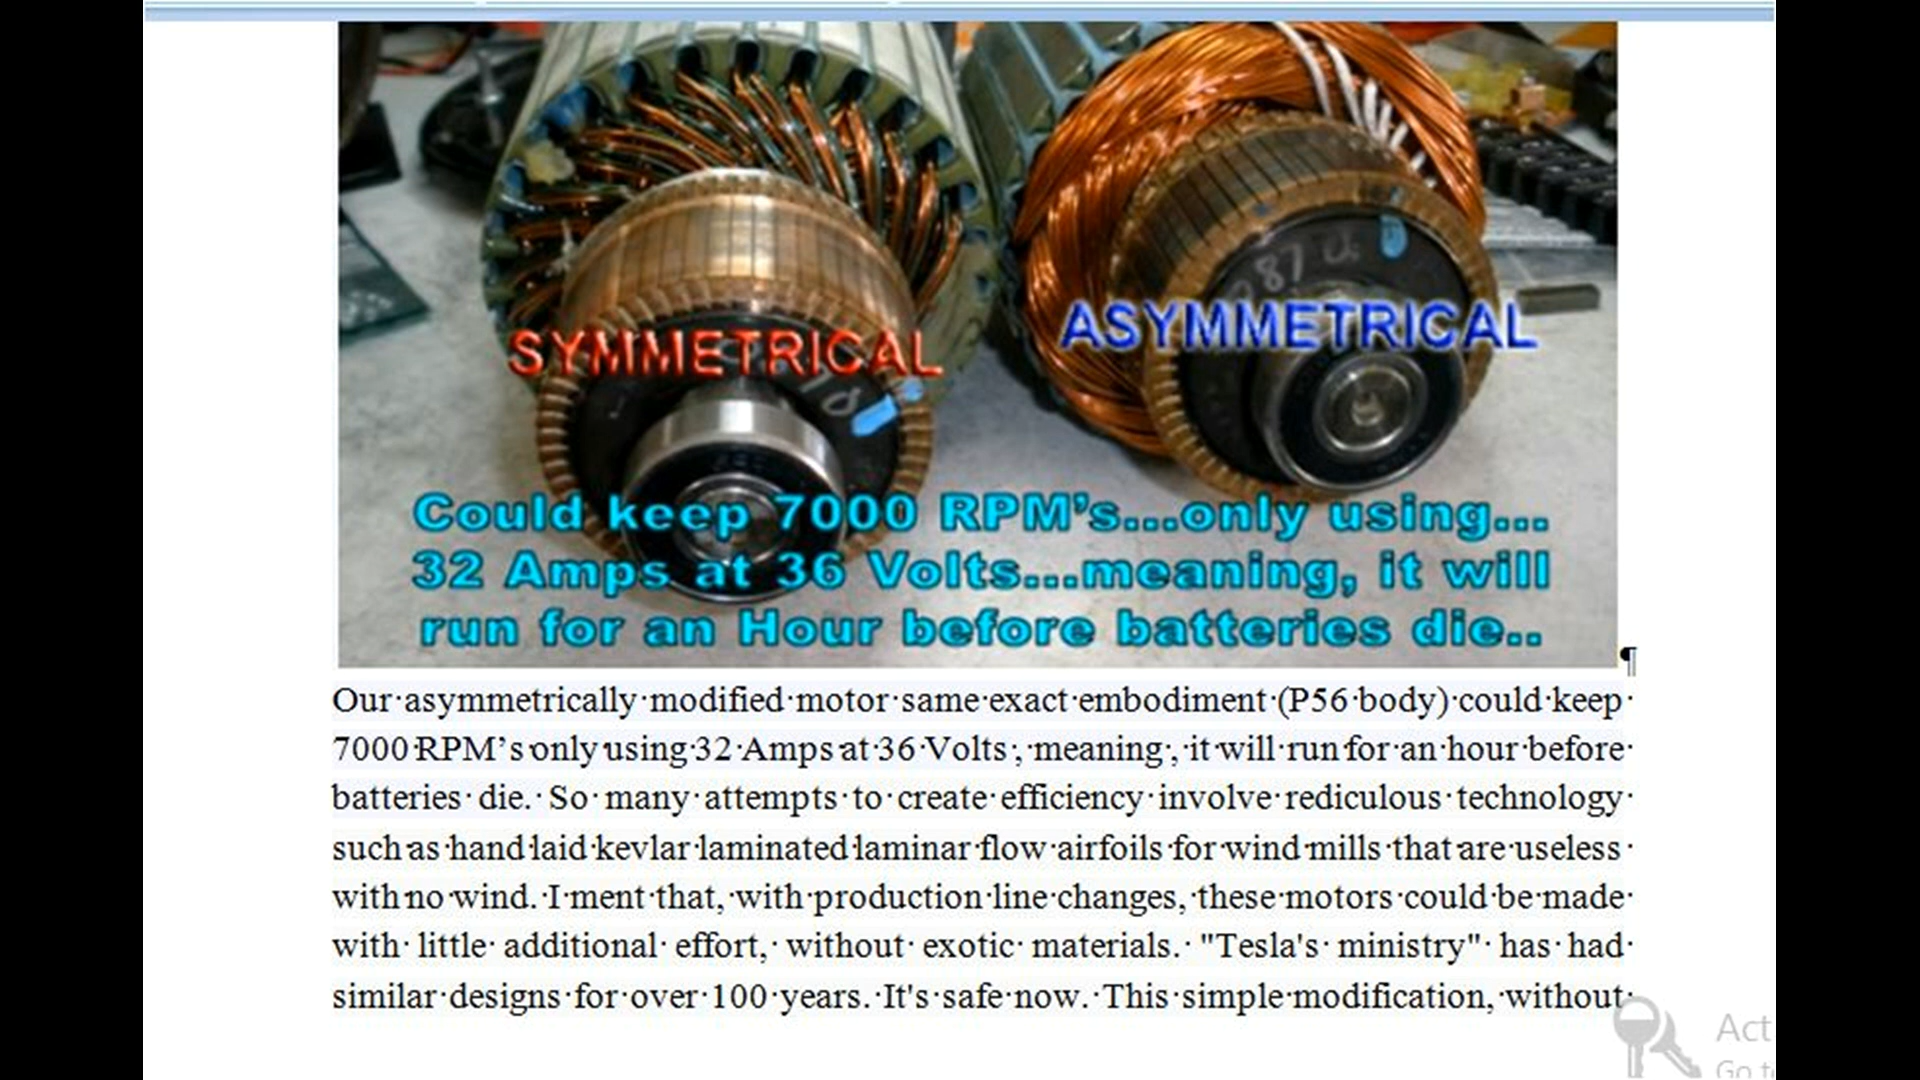 SYMMETRICAL
ASYMMETRICAL
Could keep 7000 RPM's...only using...
32 Amps at 36 Volts...meaning, it will
run for an Hour before batteries die..
Our asymmetrically modified motor same exact embodiment (P56 body) could keep
7000 RPM's only using 32 Amps at 36 Volts ; meaning , it will run for an hour before
batteries die. So many attempts to create efficiency involve rediculous technology
such as hand laid kevlar laminated laminar flow airfoils for wind mills that are useless
with no wind. I ment that, with production line changes, these motors could be made
with little additional effort, without exotic materials. "Tesla's ministry" has had
similar designs for over 100 years. It's safe now. This simple modification, without
Act
Go t